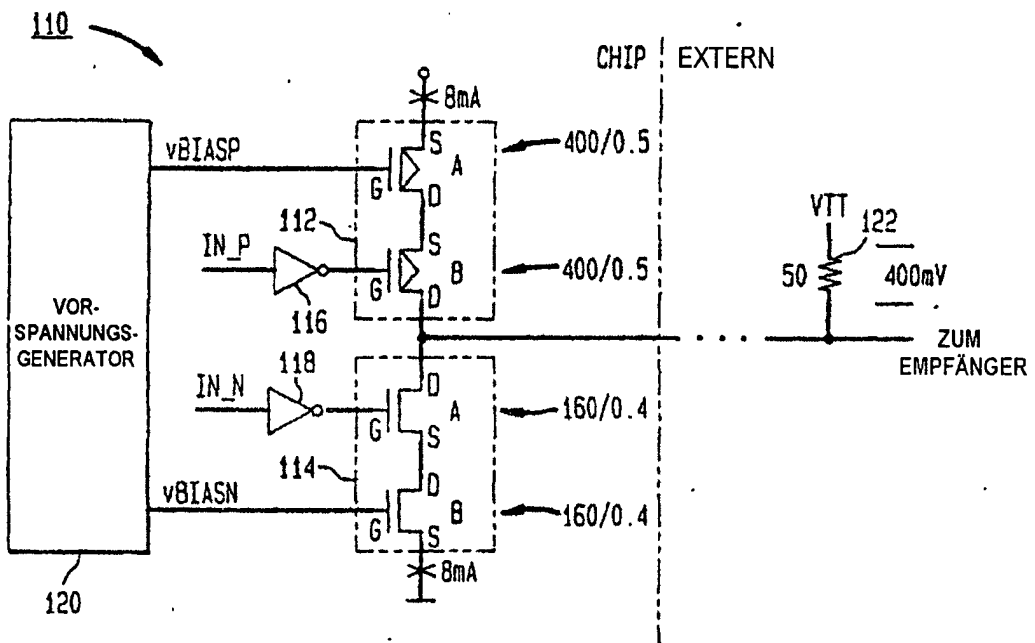 110
CHIP
EXTERN
8mA
vBIASP
S
A
400/0.5
G
D
VTT
122
112
S
IN_P
B
400/0.5
50
400mV
G
D
116
VOR-
SPANNUNGS-
GENERATOR
ZUM
EMPFÄNGER
118
IN_N
D
A
160/0.4
G
S
114
D
vBIASN
B
160/0.4
G
S
8mA
120